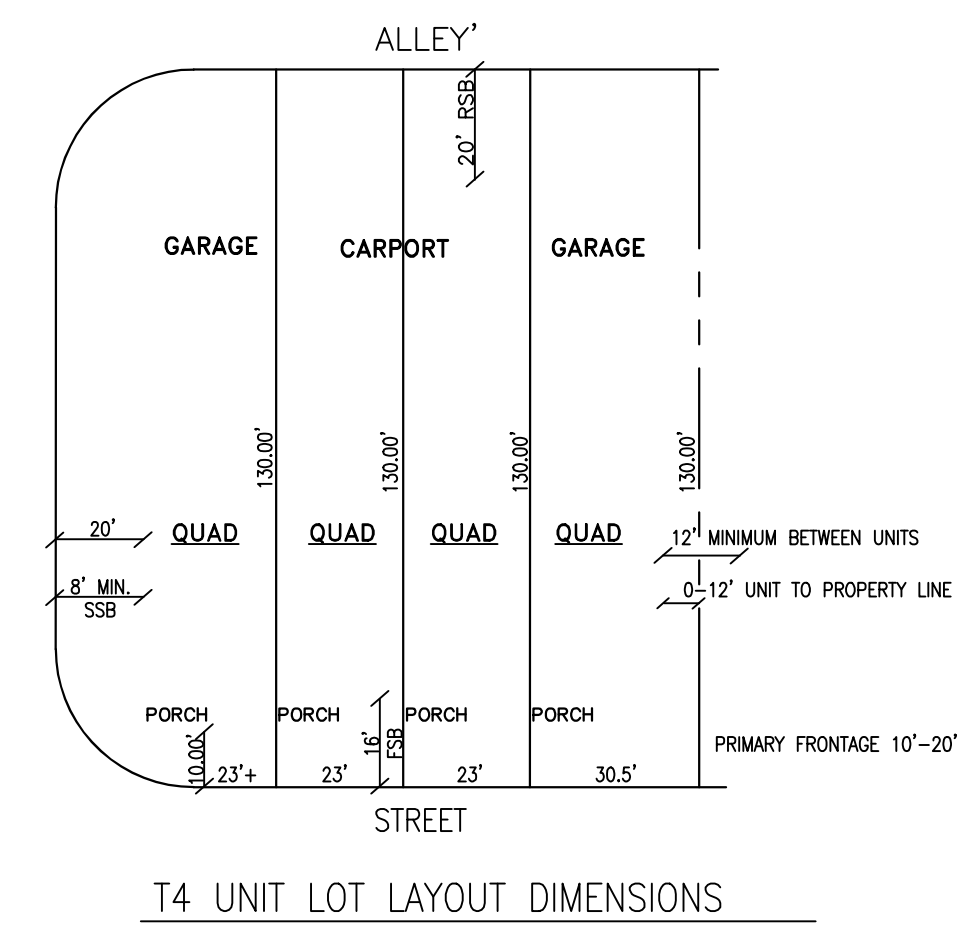 ALLEY'
20' RSB
GARAGE
CARPORT
GARAGE
130.00'
130.00'
130.00'
130.00'
20'
QUAD
QUAD
QUAD
QUAD
12' MINIMUM BETWEEN UNITS
8' MIN.
SSB
0-12' UNIT TO PROPERTY LINE
PORCH
PORCH
PORCH
PORCH
10.00'
16'
FSB
PRIMARY FRONTAGE 10'-20'
23'+
23'
23'
30.5'
STREET
T4 UNIT LOT LAYOUT DIMENSIONS